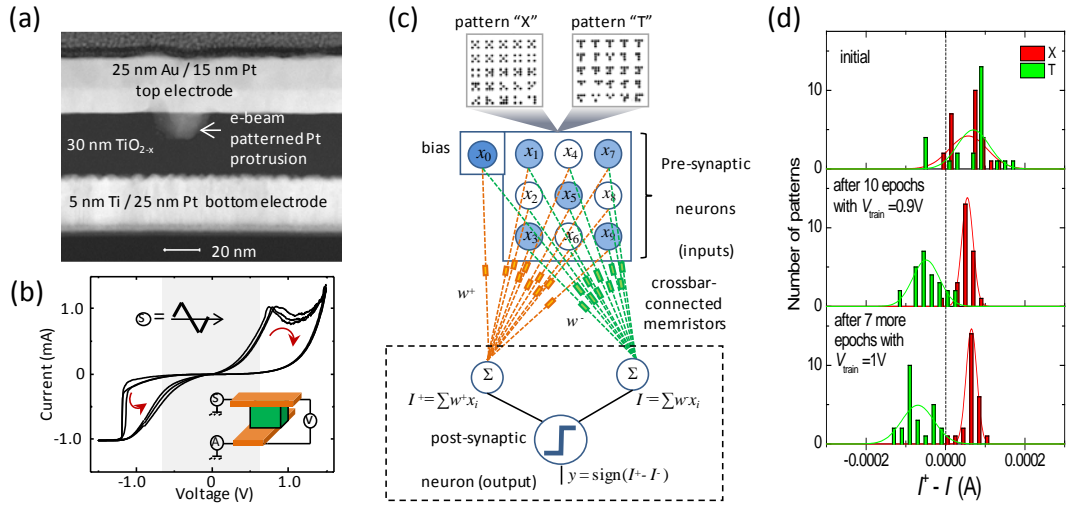 (a)
25 nm Au / 15 nm Pt
top electrode
e-beam
patterned Pt
protrusion
30 nm TiO2-x
5 nm Ti / 25 nm Pt bottom electrode
20 nm
(b)
1.0
0.0
-1.0
Current (mA)
S =
S
A
V
-1.0
0.0
1.0
Voltage (V)
(c)
pattern “X”
pattern “T”
bias
x0
x1
x4
x7
x2
x5
x8
x3
x6
x9
Pre-synaptic
neurons
(inputs)
crossbar-
connected
memristors
w+
w-
Σ
Σ
I+=∑w+xi
I-=∑w-xi
post-synaptic
neuron (output)
y = sign(I+- I-)
(d)
initial
X
T
10
0
after 10 epochs
with Vtrain =0.9V
10
0
after 7 more
epochs with
Vtrain =1V
10
0
Number of patterns
-0.0002
0.0000
0.0002
I+ - I- (A)